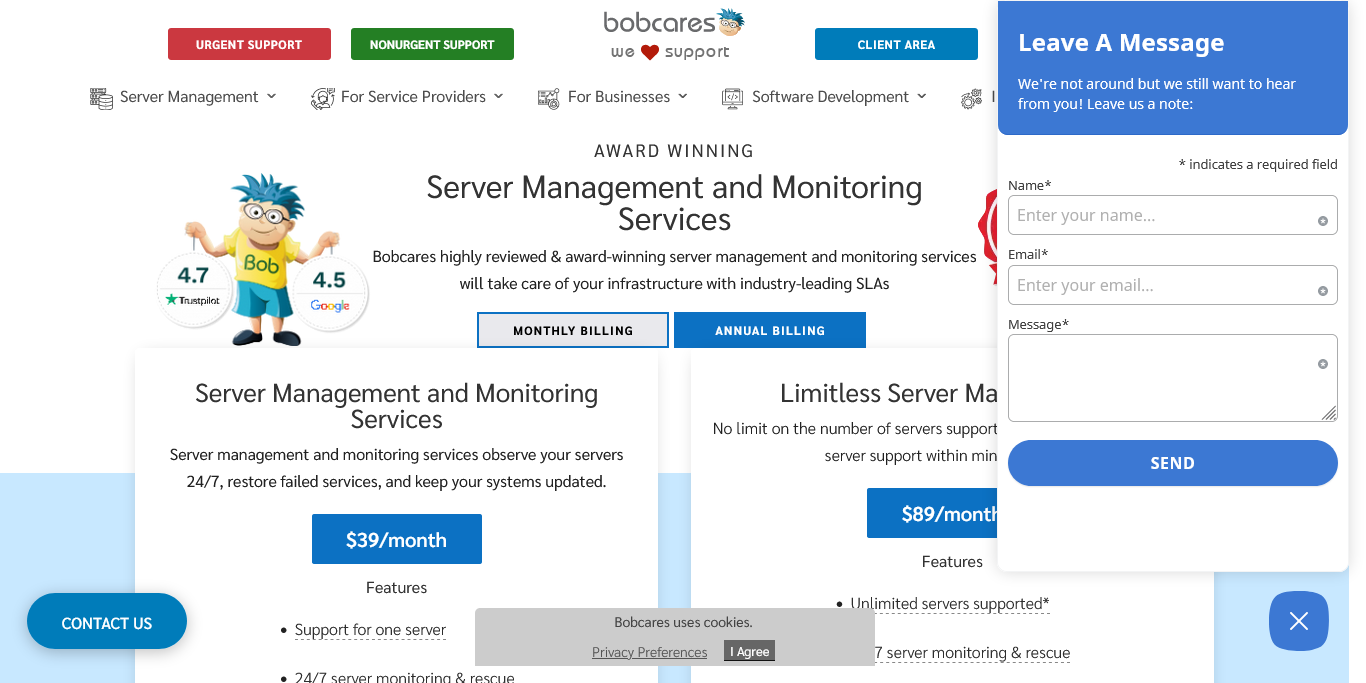 URGENT SUPPORT
NONURGENT SUPPORT
bobcares
we support
CLIENT AREA
Server Management
For Service Providers
For Businesses
Software Development
AWARD WINNING
Server Management and Monitoring
Services
Bobcares highly reviewed & award-winning server management and monitoring services
will take care of your infrastructure with industry-leading SLAs
Bob
4.7
Trustpilot
4.5
Google
MONTHLY BILLING
ANNUAL BILLING
Server Management and Monitoring
Services
Server management and monitoring services observe your servers
24/7, restore failed services, and keep your systems updated.
$39/month
Features
• Support for one server
• 24/7 server monitoring & rescue
Limitless Server Ma
No limit on the number of servers support
server support within min
$89/month
Features
• Unlimited servers supported*
7 server monitoring & rescue
CONTACT US
Bobcares uses cookies.
Privacy Preferences
I Agree
Leave A Message
We're not around but we still want to hear
from you! Leave us a note:
* indicates a required field
Name*
Enter your name...
Email*
Enter your email...
Message*
SEND